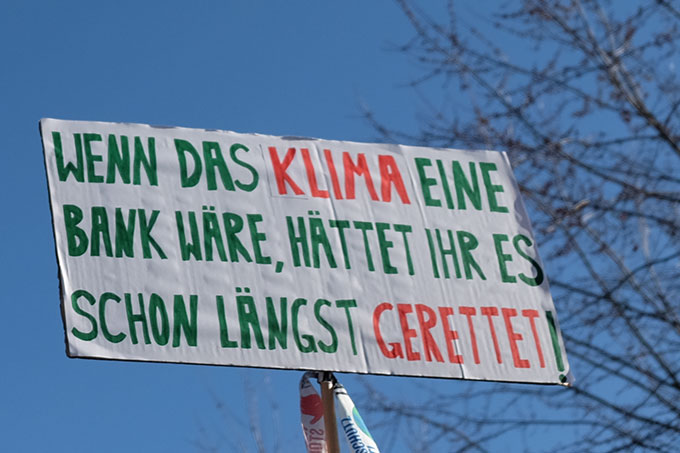 WENN DAS KLIMA EINE
BANK WÄRE, HÄTTET IHR ES
SCHON LÄNGST GERETTET!